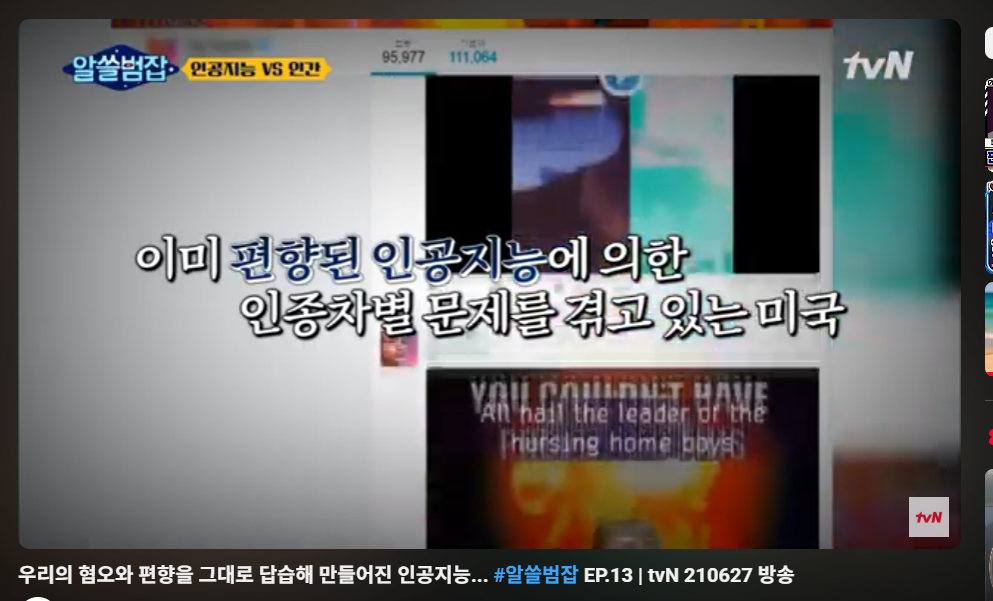 알쓸범잡
인공지능 VS 인간
95,977
111,064
tvN
이미 편향된 인공지능에 의한
인종차별 문제를 겪고 있는 미국
YOU COULDN'T HAVE
All hail the leader of the
nursing home boys
tvN
우리의 혐오와 편향을 그대로 답습해 만들어진 인공지능... #알쓸범잡 EP.13 | tvN 210627 방송